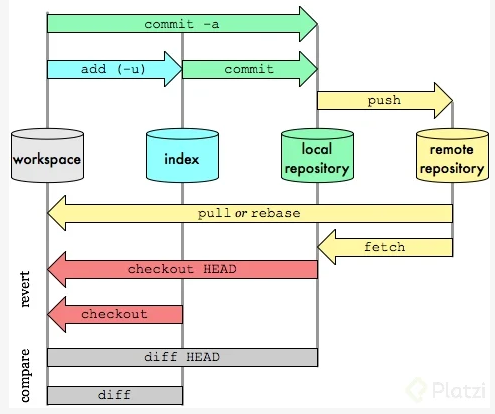 commit -a
add (-u)
commit
push
workspace
index
local
repository
remote
repository
pull or rebase
fetch
revert
checkout HEAD
checkout
compare
diff HEAD
diff
Platzi